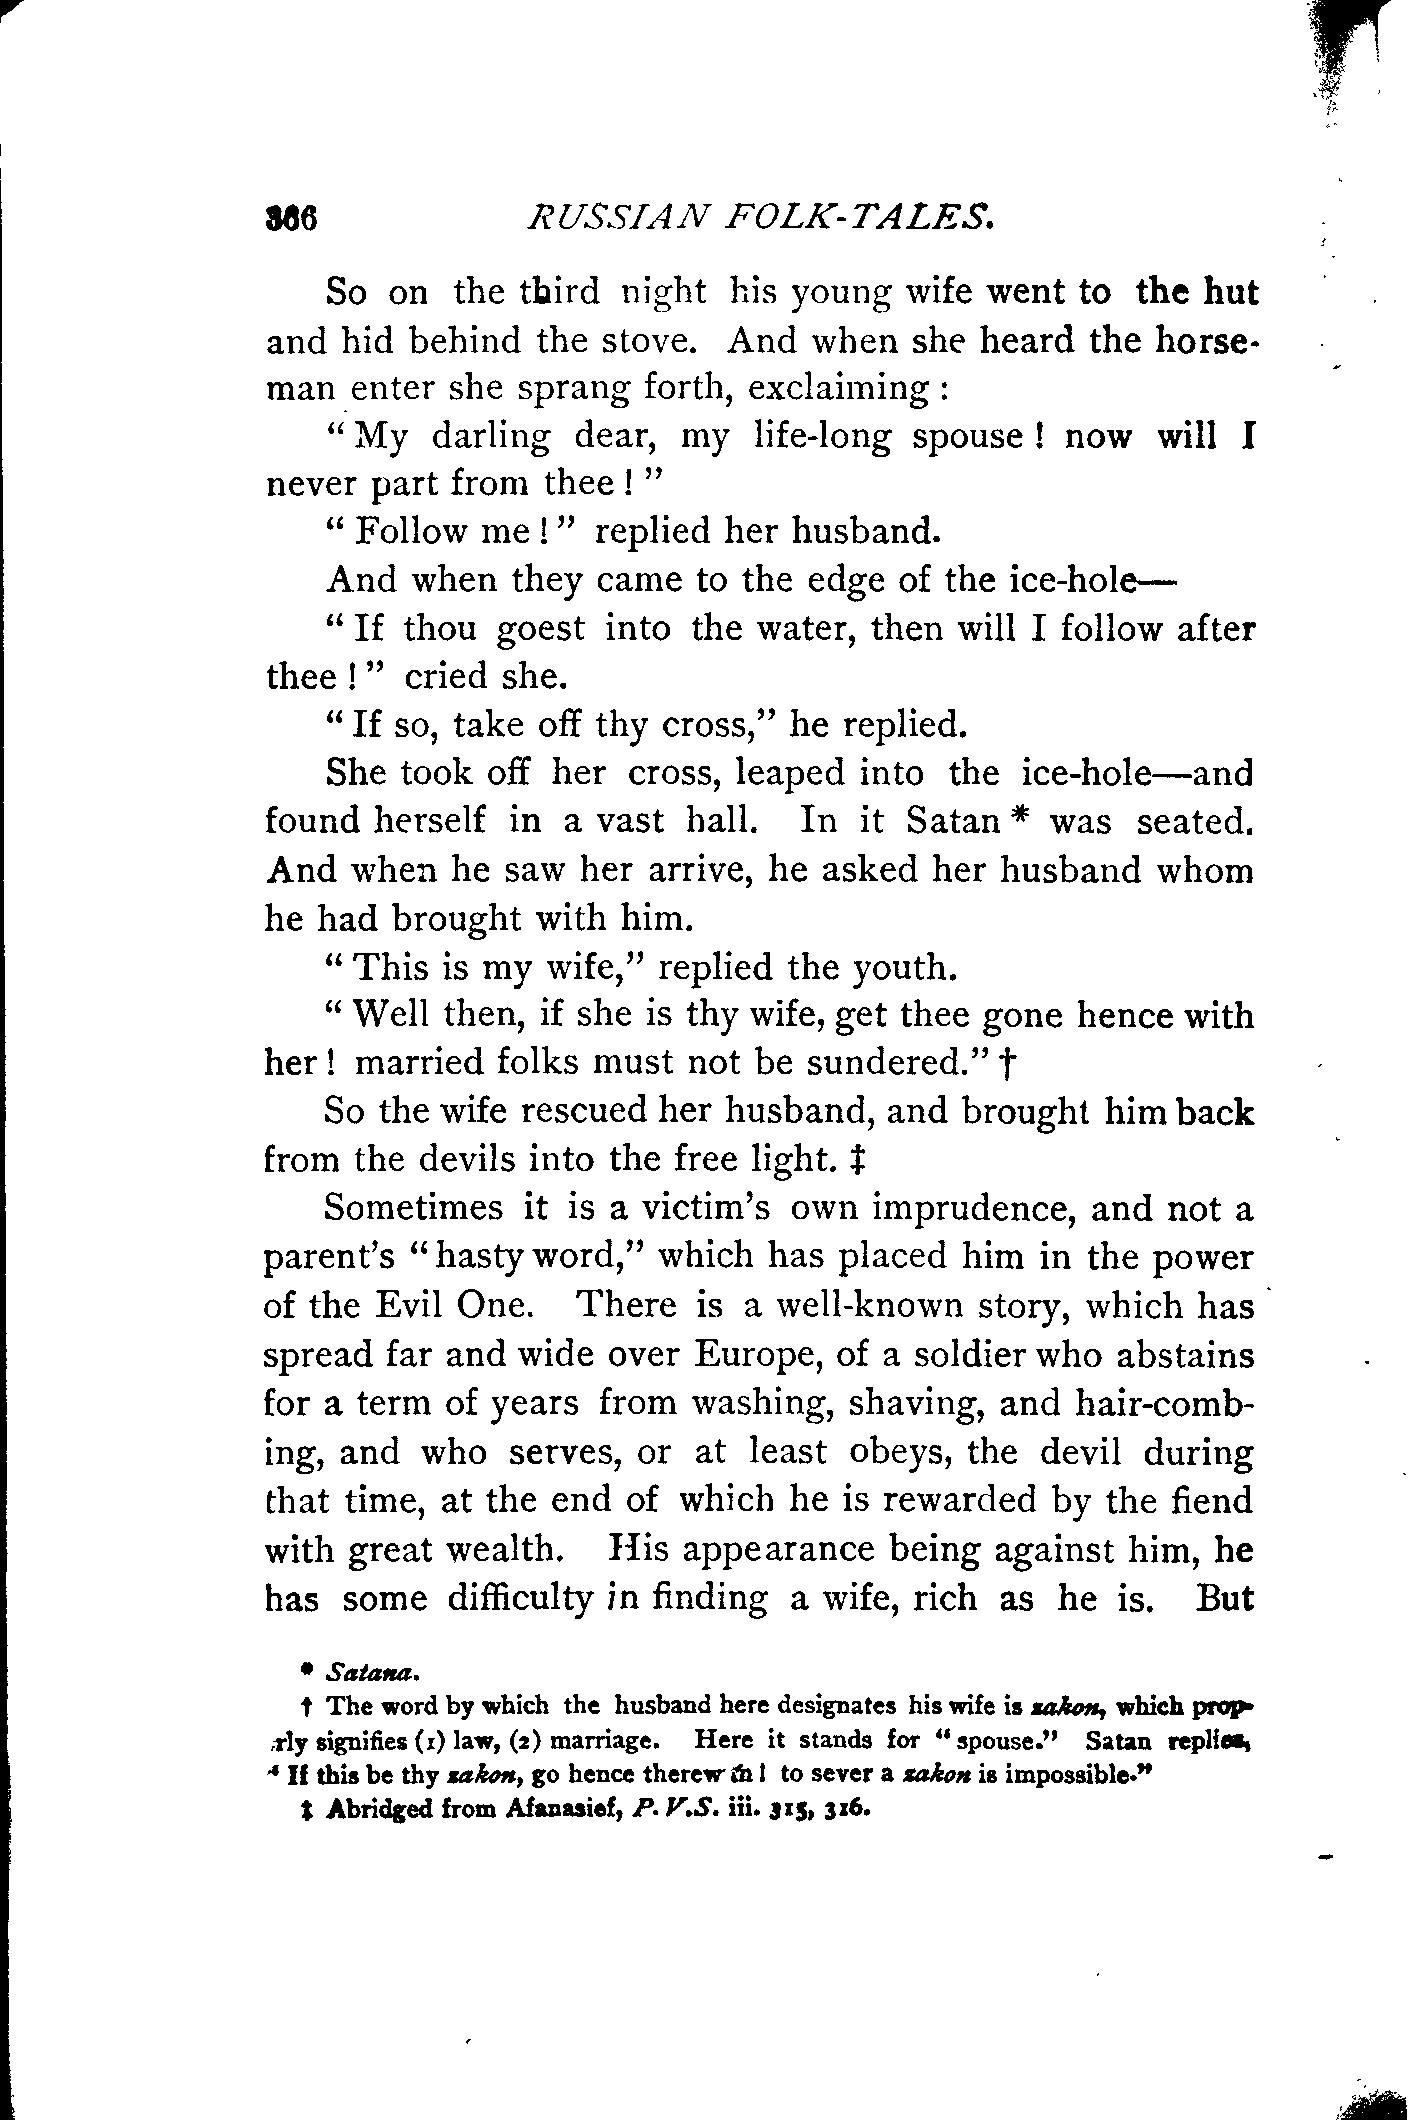 366 RUSSIAN FOLK-TALES.
So on the third night his young wife went to the hut
and hid behind the stove. And when she heard the horse-
man enter she sprang forth, exclaiming :
“ My darling dear, my life-long spouse ! now will I
never part from thee ! ”
“ Follow me ! ” replied her husband.
And when they came to the edge of the ice-hole—
“ If thou goest into the water, then will I follow after
thee ! ” cried she.
“ If so, take off thy cross,” he replied.
She took off her cross, leaped into the ice-hole—and
found herself in a vast hall. In it Satan * was seated.
And when he saw her arrive, he asked her husband whom
he had brought with him.
“ This is my wife,” replied the youth.
“ Well then, if she is thy wife, get thee gone hence with
her ! married folks must not be sundered.” †
So the wife rescued her husband, and brought him back
from the devils into the free light. ‡
Sometimes it is a victim’s own imprudence, and not a
parent’s “ hasty word,” which has placed him in the power
of the Evil One. There is a well-known story, which has
spread far and wide over Europe, of a soldier who abstains
for a term of years from washing, shaving, and hair-comb-
ing, and who serves, or at least obeys, the devil during
that time, at the end of which he is rewarded by the fiend
with great wealth. His appearance being against him, he
has some difficulty in finding a wife, rich as he is. But
* Satana.
† The word by which the husband here designates his wife is zakon, which prop-
erly signifies (1) law, (2) marriage. Here it stands for “ spouse.” Satan replies,
“ If this be thy zakon, go hence therewith ! to sever a zakon is impossible.”
‡ Abridged from Afanasief, P. V.S. iii. 315, 316.